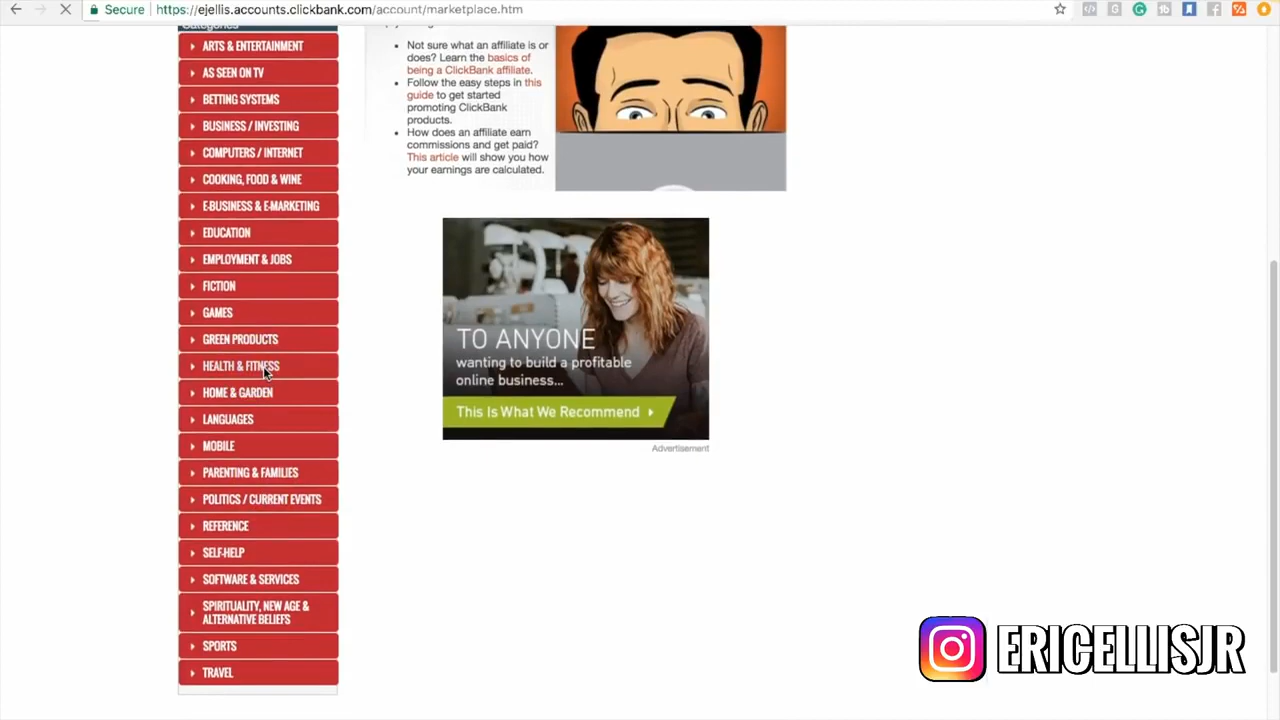 Secure https://ejellis.accounts.clickbank.com/account/marketplace.htm
Categories
ARTS & ENTERTAINMENT
AS SEEN ON TV
BETTING SYSTEMS
BUSINESS / INVESTING
COMPUTERS / INTERNET
COOKING, FOOD & WINE
E-BUSINESS & E-MARKETING
EDUCATION
EMPLOYMENT & JOBS
FICTION
GAMES
GREEN PRODUCTS
HEALTH & FITNESS
HOME & GARDEN
LANGUAGES
MOBILE
PARENTING & FAMILIES
POLITICS / CURRENT EVENTS
REFERENCE
SELF-HELP
SOFTWARE & SERVICES
SPIRITUALITY, NEW AGE &
ALTERNATIVE BELIEFS
SPORTS
TRAVEL
Not sure what an affiliate is or
does? Learn the basics of
being a ClickBank affiliate.
Follow the easy steps in this
guide to get started
promoting ClickBank
products.
How does an affiliate earn
commissions and get paid?
This article will show you how
your earnings are calculated.
TO ANYONE
wanting to build a profitable
online business...
This Is What We Recommend
Advertisement
ERICELLISJR